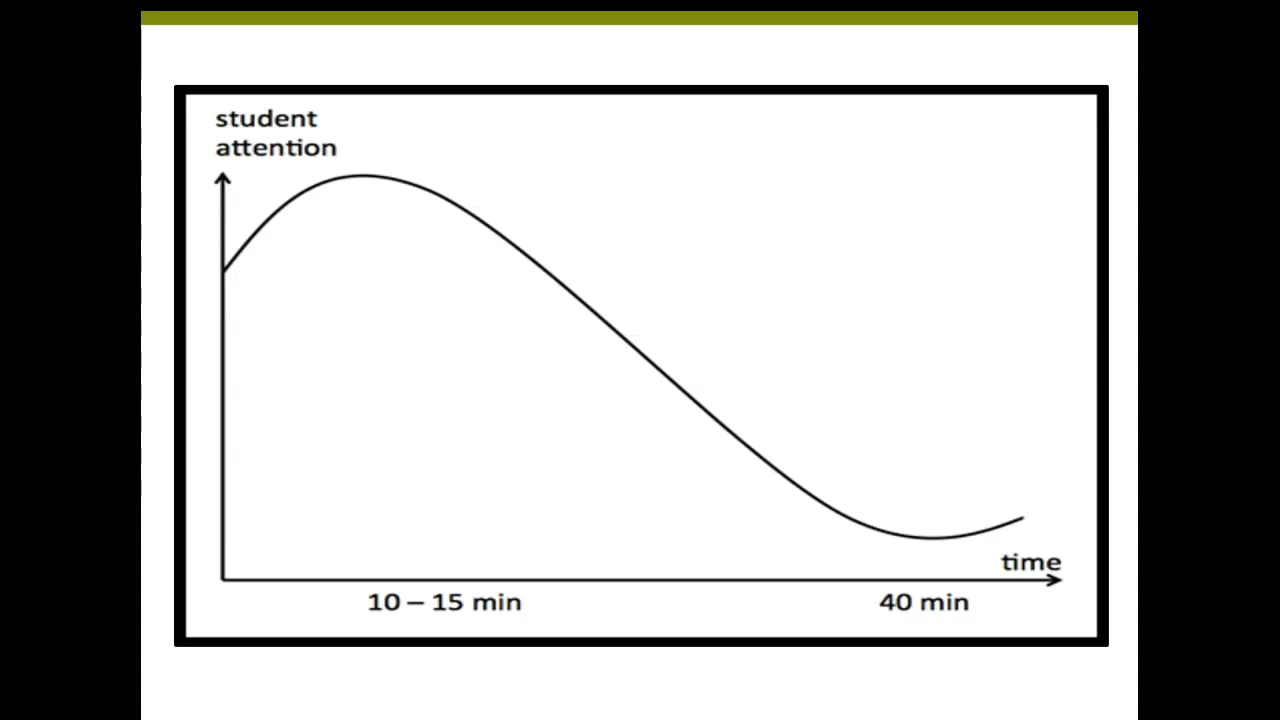 student
attention
time
10 – 15 min
40 min